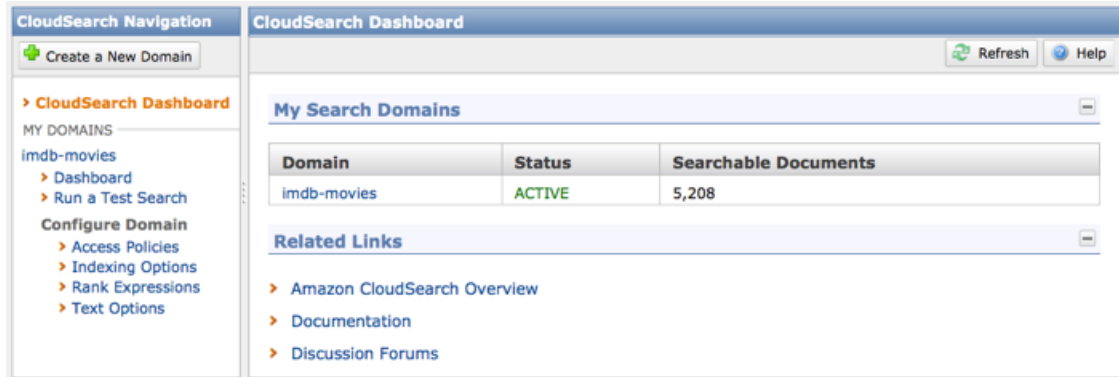 CloudSearch Navigation
Create a New Domain
CloudSearch Dashboard
MY DOMAINS
imdb-movies
Dashboard
Run a Test Search
Configure Domain
Access Policies
Indexing Options
Rank Expressions
Text Options
CloudSearch Dashboard
Refresh Help
My Search Domains
Domain Status Searchable Documents
imdb-movies ACTIVE 5,208
Related Links
Amazon CloudSearch Overview
Documentation
Discussion Forums